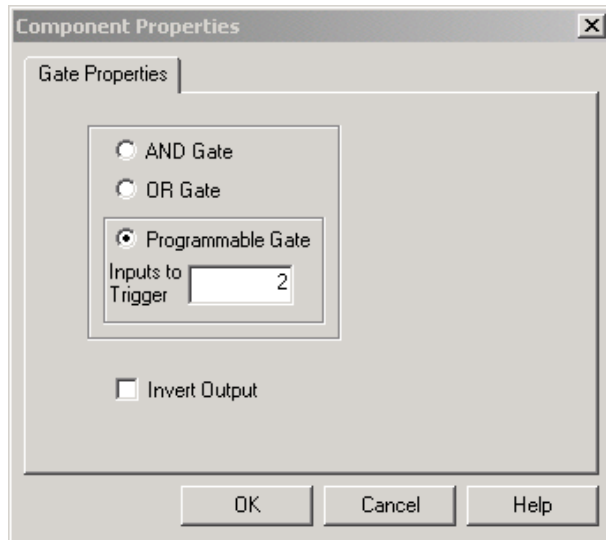 Component Properties
Gate Properties
AND Gate
OR Gate
Programmable Gate
Inputs to
Trigger
2
Invert Output
OK
Cancel
Help